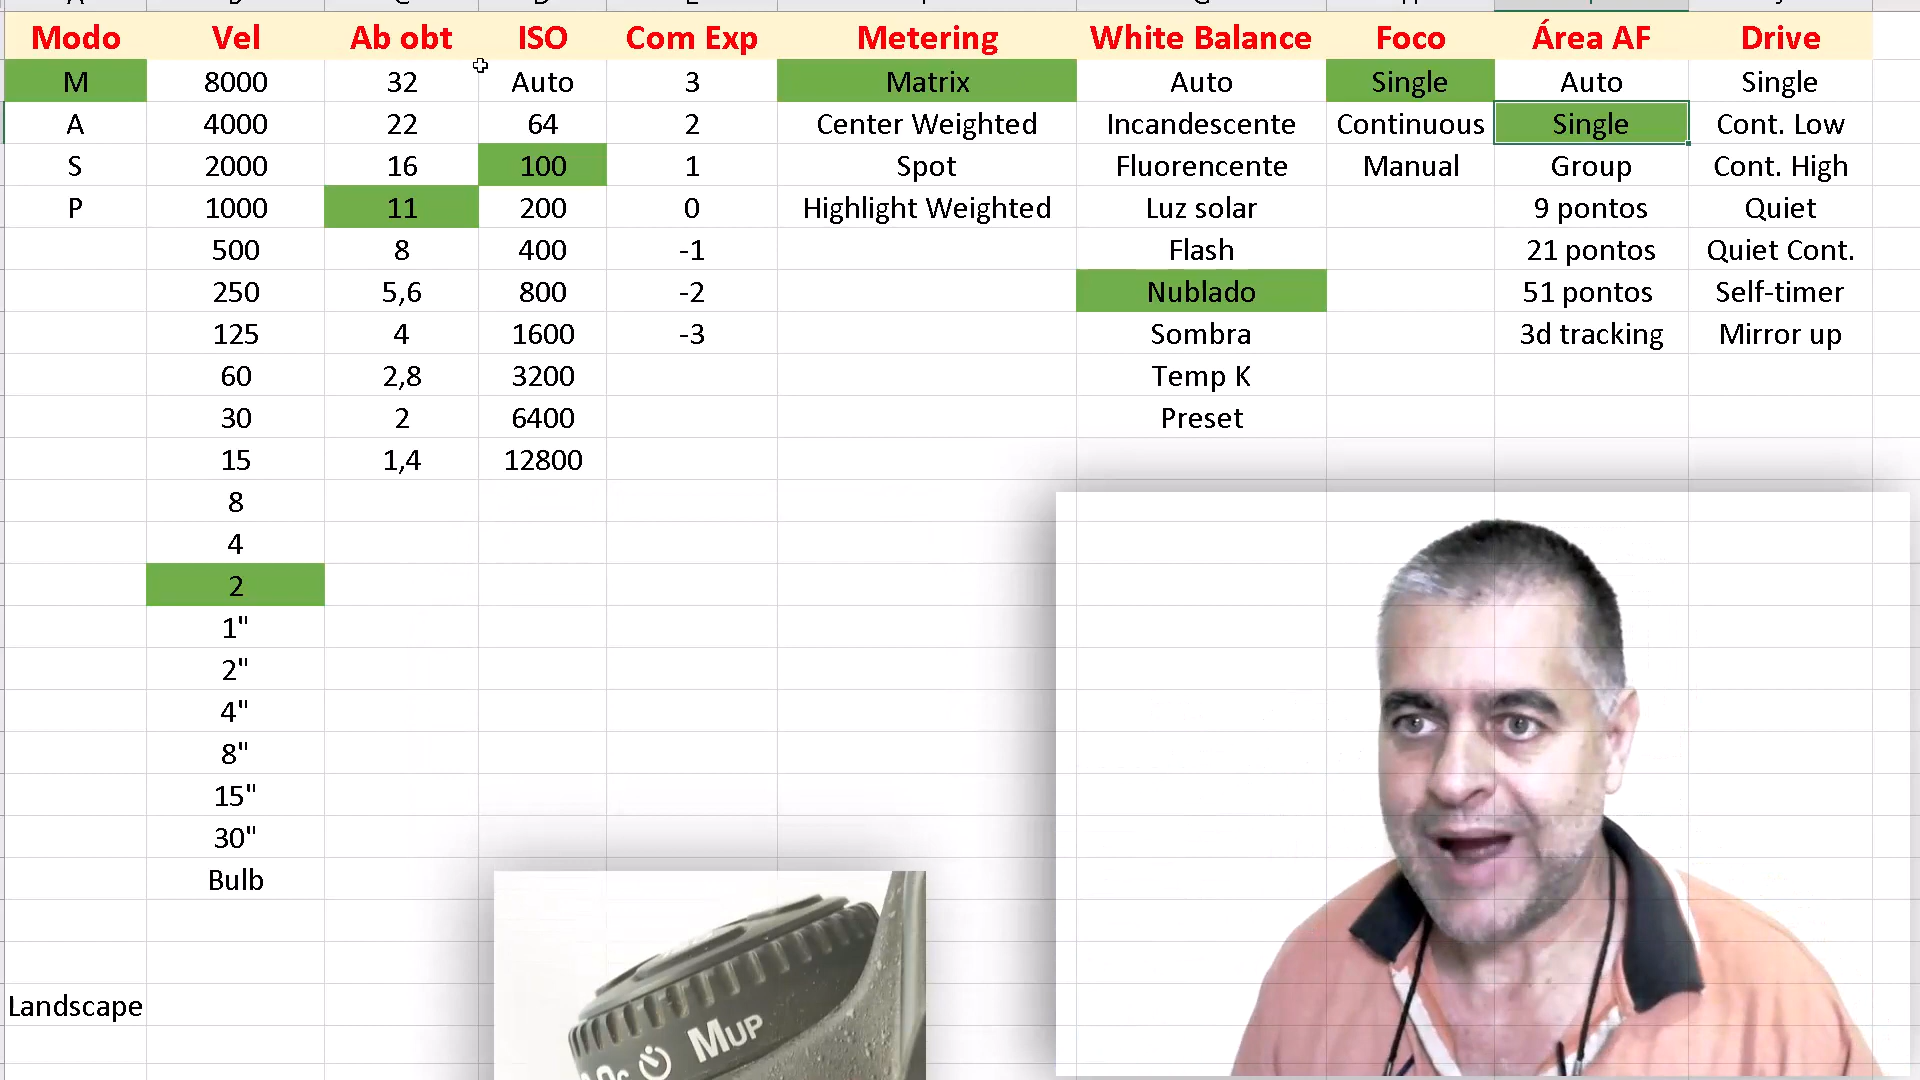 Modo Vel Ab obt ISO Com Exp Metering White Balance Foco Área AF Drive
M 8000 32 Auto 3 Matrix Auto Single Auto Single
A 4000 22 64 2 Center Weighted Incandescente Continuous Single Cont. Low
S 2000 16 100 1 Spot Fluorencente Manual Group Cont. High
P 1000 11 200 0 Highlight Weighted Luz solar 9 pontos Quiet
500 8 400 -1 Flash 21 pontos Quiet Cont.
250 5,6 800 -2 Nublado 51 pontos Self-timer
125 4 1600 -3 Sombra 3d tracking Mirror up
60 2,8 3200 Temp K
30 2 6400 Preset
15 1,4 12800
8
4
2
1"
2"
4"
8"
15"
30"
Bulb
Landscape
MUP